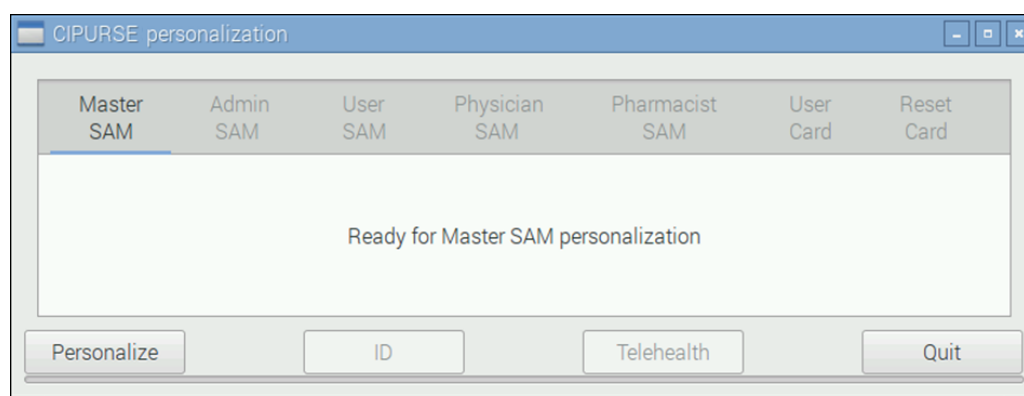 CIPURSE personalization
Master Admin User Physician Pharmacist User Reset
SAM SAM SAM SAM SAM Card Card
Ready for Master SAM personalization
Personalize ID Telehealth Quit